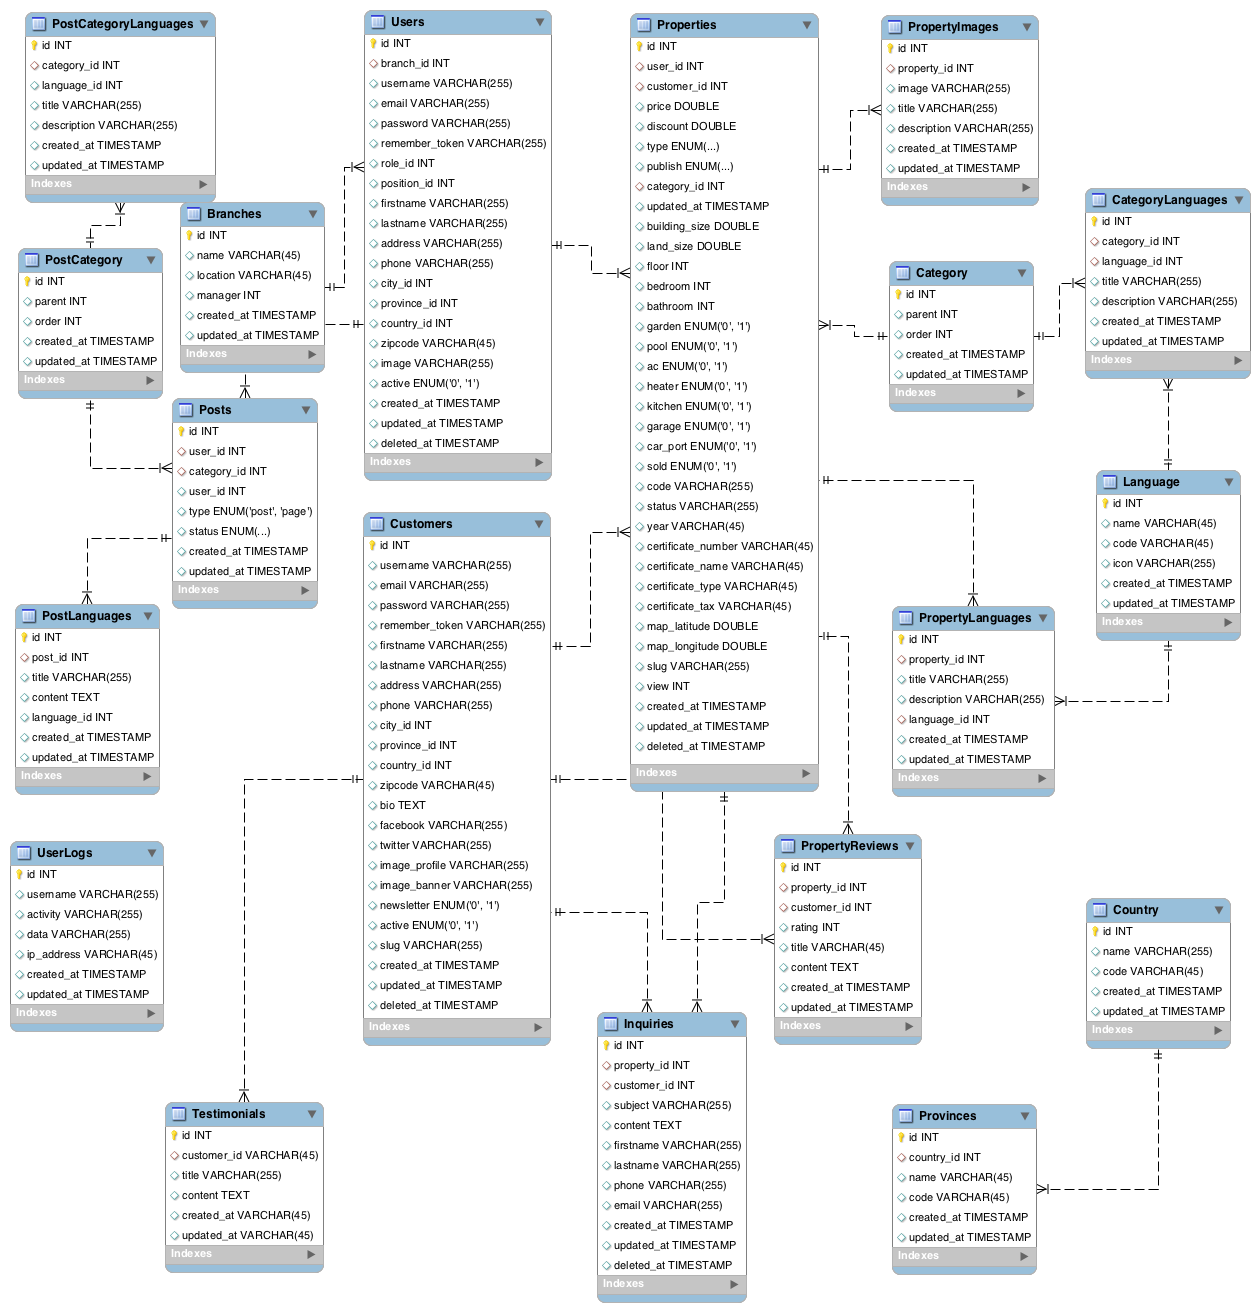 PostCategoryLanguages
id INT
category_id INT
language_id INT
title VARCHAR(255)
description VARCHAR(255)
created_at TIMESTAMP
updated_at TIMESTAMP
Indexes
Users
id INT
branch_id INT
username VARCHAR(255)
email VARCHAR(255)
password VARCHAR(255)
remember_token VARCHAR(255)
role_id INT
position_id INT
firstname VARCHAR(255)
lastname VARCHAR(255)
address VARCHAR(255)
phone VARCHAR(255)
city_id INT
province_id INT
country_id INT
zipcode VARCHAR(45)
image VARCHAR(255)
active ENUM('0', '1')
created_at TIMESTAMP
updated_at TIMESTAMP
deleted_at TIMESTAMP
Indexes
Properties
id INT
user_id INT
customer_id INT
price DOUBLE
discount DOUBLE
type ENUM(...)
publish ENUM(...)
category_id INT
updated_at TIMESTAMP
building_size DOUBLE
land_size DOUBLE
floor INT
bedroom INT
bathroom INT
garden ENUM('0', '1')
pool ENUM('0', '1')
ac ENUM('0', '1')
heater ENUM('0', '1')
kitchen ENUM('0', '1')
garage ENUM('0', '1')
car_port ENUM('0', '1')
sold ENUM('0', '1')
code VARCHAR(255)
status VARCHAR(255)
year VARCHAR(45)
certificate_number VARCHAR(45)
certificate_name VARCHAR(45)
certificate_type VARCHAR(45)
certificate_tax VARCHAR(45)
map_latitude DOUBLE
map_longitude DOUBLE
slug VARCHAR(255)
view INT
created_at TIMESTAMP
updated_at TIMESTAMP
deleted_at TIMESTAMP
Indexes
PropertyImages
id INT
property_id INT
image VARCHAR(255)
title VARCHAR(255)
description VARCHAR(255)
created_at TIMESTAMP
updated_at TIMESTAMP
Indexes
CategoryLanguages
id INT
category_id INT
language_id INT
title VARCHAR(255)
description VARCHAR(255)
created_at TIMESTAMP
updated_at TIMESTAMP
Indexes
Branches
id INT
name VARCHAR(45)
location VARCHAR(45)
manager INT
created_at TIMESTAMP
updated_at TIMESTAMP
Indexes
PostCategory
id INT
parent INT
order INT
created_at TIMESTAMP
updated_at TIMESTAMP
Indexes
Category
id INT
parent INT
order INT
created_at TIMESTAMP
updated_at TIMESTAMP
Indexes
Posts
id INT
user_id INT
category_id INT
user_id INT
type ENUM('post', 'page')
status ENUM(...)
created_at TIMESTAMP
updated_at TIMESTAMP
Indexes
Language
id INT
name VARCHAR(45)
code VARCHAR(45)
icon VARCHAR(255)
created_at TIMESTAMP
updated_at TIMESTAMP
Indexes
Customers
id INT
username VARCHAR(255)
email VARCHAR(255)
password VARCHAR(255)
remember_token VARCHAR(255)
firstname VARCHAR(255)
lastname VARCHAR(255)
address VARCHAR(255)
phone VARCHAR(255)
city_id INT
province_id INT
country_id INT
zipcode VARCHAR(45)
bio TEXT
facebook VARCHAR(255)
twitter VARCHAR(255)
image_profile VARCHAR(255)
image_banner VARCHAR(255)
newsletter ENUM('0', '1')
active ENUM('0', '1')
slug VARCHAR(255)
created_at TIMESTAMP
updated_at TIMESTAMP
deleted_at TIMESTAMP
Indexes
PostLanguages
id INT
post_id INT
title VARCHAR(255)
content TEXT
language_id INT
created_at TIMESTAMP
updated_at TIMESTAMP
Indexes
PropertyLanguages
id INT
property_id INT
title VARCHAR(255)
description VARCHAR(255)
language_id INT
created_at TIMESTAMP
updated_at TIMESTAMP
Indexes
UserLogs
id INT
username VARCHAR(255)
activity VARCHAR(255)
data VARCHAR(255)
ip_address VARCHAR(45)
created_at TIMESTAMP
updated_at TIMESTAMP
Indexes
PropertyReviews
id INT
property_id INT
customer_id INT
rating INT
title VARCHAR(45)
content TEXT
created_at TIMESTAMP
updated_at TIMESTAMP
Indexes
Country
id INT
name VARCHAR(255)
code VARCHAR(45)
created_at TIMESTAMP
updated_at TIMESTAMP
Indexes
Inquiries
id INT
property_id INT
customer_id INT
subject VARCHAR(255)
content TEXT
firstname VARCHAR(255)
lastname VARCHAR(255)
phone VARCHAR(255)
email VARCHAR(255)
created_at TIMESTAMP
updated_at TIMESTAMP
deleted_at TIMESTAMP
Indexes
Testimonials
id INT
customer_id VARCHAR(45)
title VARCHAR(255)
content TEXT
created_at VARCHAR(45)
updated_at VARCHAR(45)
Indexes
Provinces
id INT
country_id INT
name VARCHAR(45)
code VARCHAR(45)
created_at TIMESTAMP
updated_at TIMESTAMP
Indexes